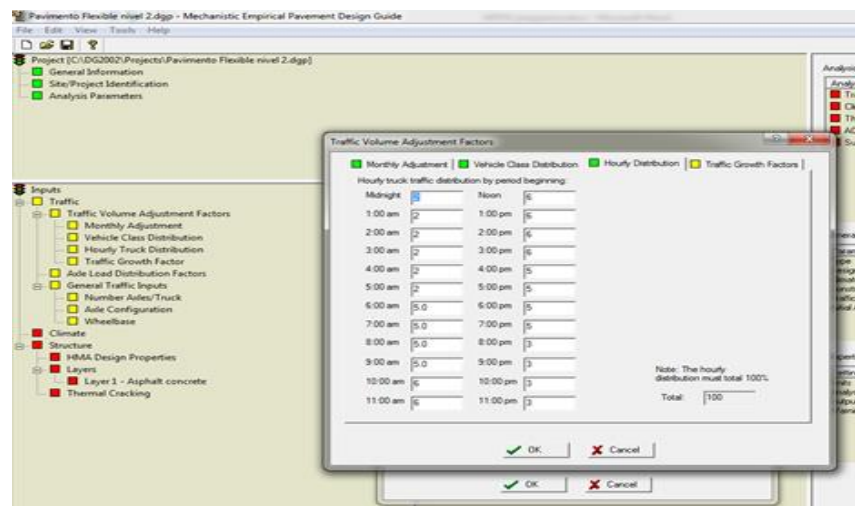 Pavimento Flexible nivel 2.dgp - Mechanistic Empirical Pavement Design Guide
File Edit View Tools Help
Project [C:\DG2002\Projects\Pavimento Flexible nivel 2.dgp]
General Information
Site/Project Identification
Analysis Parameters
Inputs
Traffic
Traffic Volume Adjustment Factors
Monthly Adjustment
Vehicle Class Distribution
Hourly Truck Distribution
Traffic Growth Factor
Axle Load Distribution Factors
General Traffic Inputs
Number Axles/Truck
Axle Configuration
Wheelbase
Climate
Structure
HMA Design Properties
Layers
Layer 1 - Asphalt concrete
Thermal Cracking
Traffic Volume Adjustment Factors
Monthly Adjustment Vehicle Class Distribution Hourly Distribution Traffic Growth Factors
Hourly truck traffic distribution by period beginning:
Midnight 2 Noon 6
1:00 am 2 1:00 pm 6
2:00 am 2 2:00 pm 6
3:00 am 2 3:00 pm 6
4:00 am 2 4:00 pm 5
5:00 am 2 5:00 pm 5
6:00 am 5.0 6:00 pm 5
7:00 am 5.0 7:00 pm 5
8:00 am 5.0 8:00 pm 3
9:00 am 5.0 9:00 pm 3
10:00 am 6 10:00 pm 3
11:00 am 6 11:00 pm 3
Note: The hourly
distribution must total 100%.
Total: 100
OK Cancel
OK Cancel